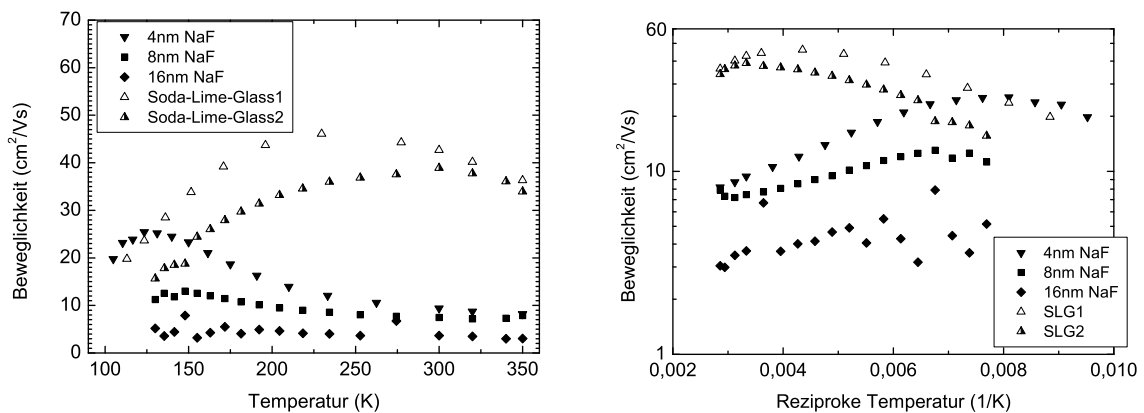 70
60
50
40
30
20
10
0
Beweglichkeit (cm²/Vs)
4nm NaF
8nm NaF
16nm NaF
Soda-Lime-Glass1
Soda-Lime-Glass2
100 150 200 250 300 350
Temperatur (K)
60
10
1
Beweglichkeit (cm²/Vs)
4nm NaF
8nm NaF
16nm NaF
SLG1
SLG2
0,002 0,004 0,006 0,008 0,010
Reziproke Temperatur (1/K)